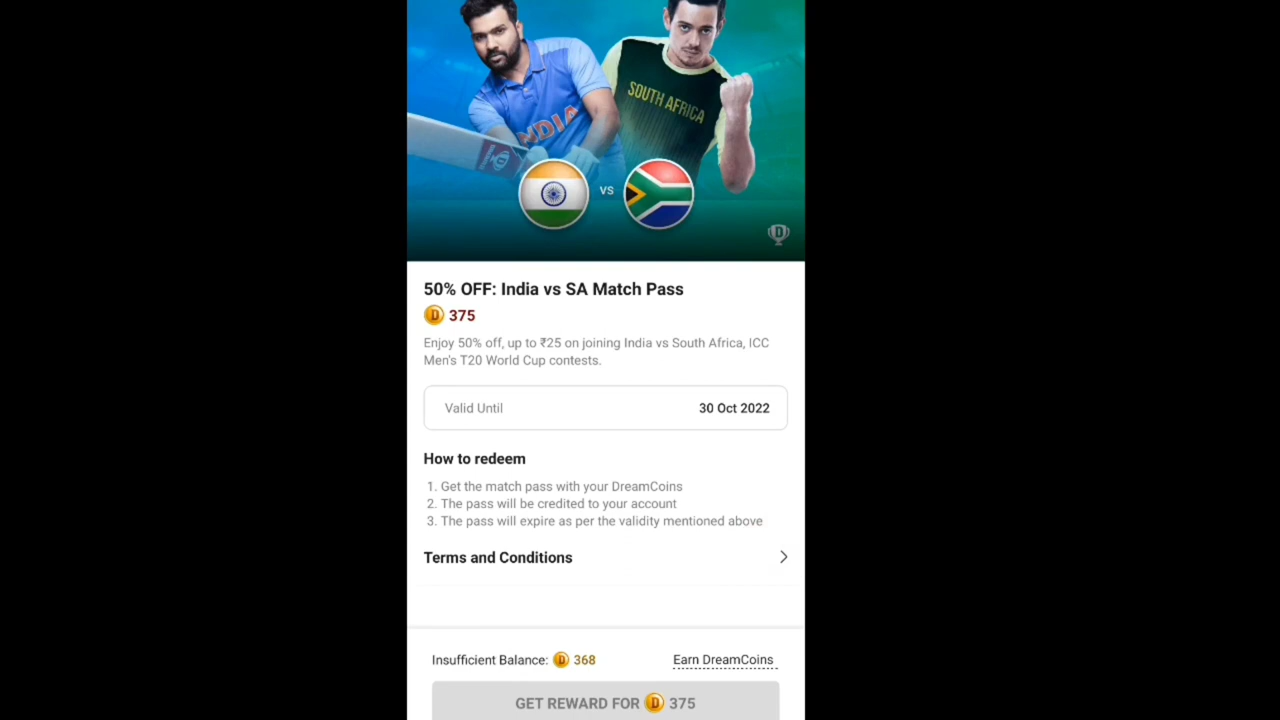 SOUTH AFRICA
INDIA
VS
D
50% OFF: India vs SA Match Pass
D 375
Enjoy 50% off, up to ₹25 on joining India vs South Africa, ICC
Men's T20 World Cup contests.
Valid Until 30 Oct 2022
How to redeem
1. Get the match pass with your DreamCoins
2. The pass will be credited to your account
3. The pass will expire as per the validity mentioned above
Terms and Conditions
Insufficient Balance: D 368 Earn DreamCoins
GET REWARD FOR D 375